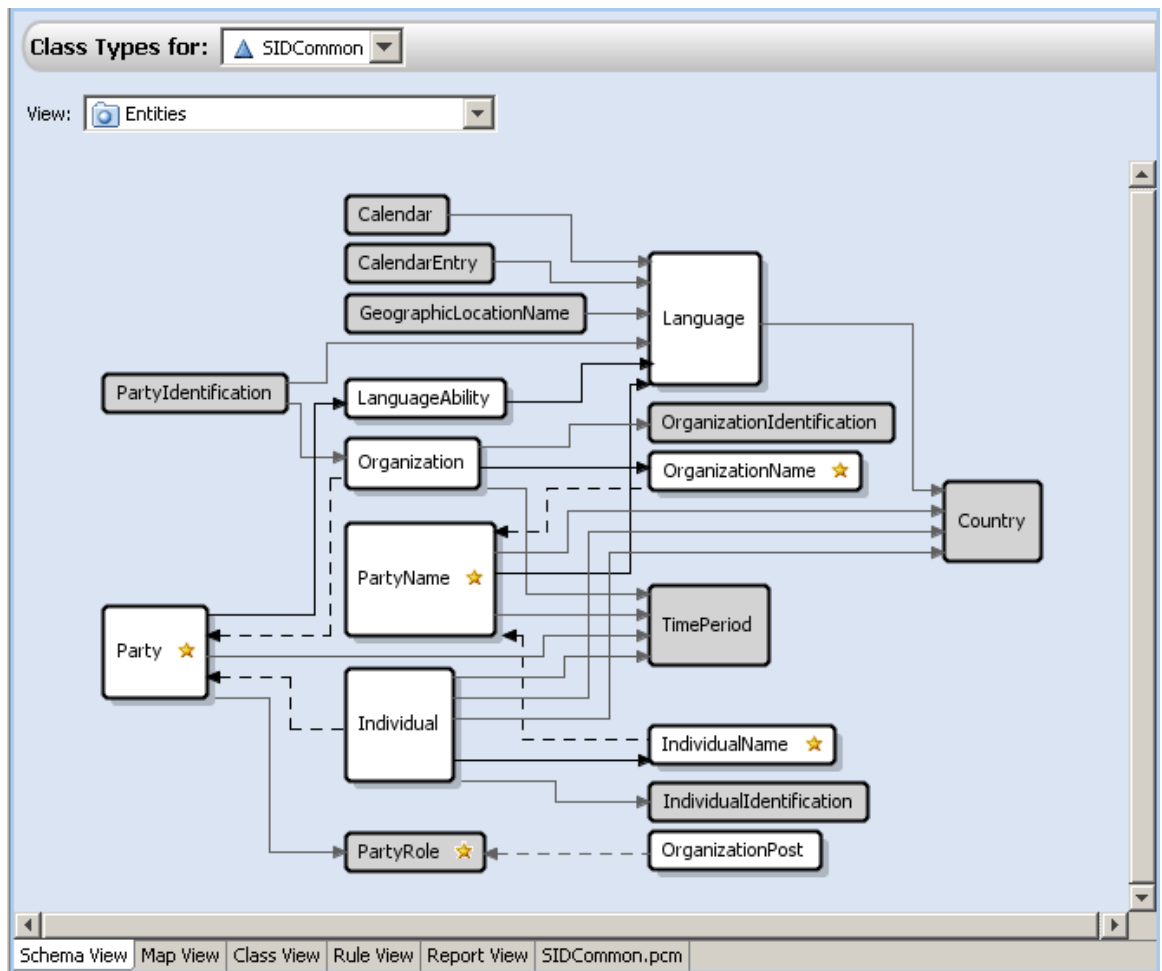 Class Types for: SIDCommon
View: Entities
Calendar
CalendarEntry
GeographicLocationName
Language
PartyIdentification
LanguageAbility
OrganizationIdentification
Organization
OrganizationName
Country
PartyName
TimePeriod
Party
Individual
IndividualName
IndividualIdentification
PartyRole
OrganizationPost
Schema View Map View Class View Rule View Report View SIDCommon.pcm